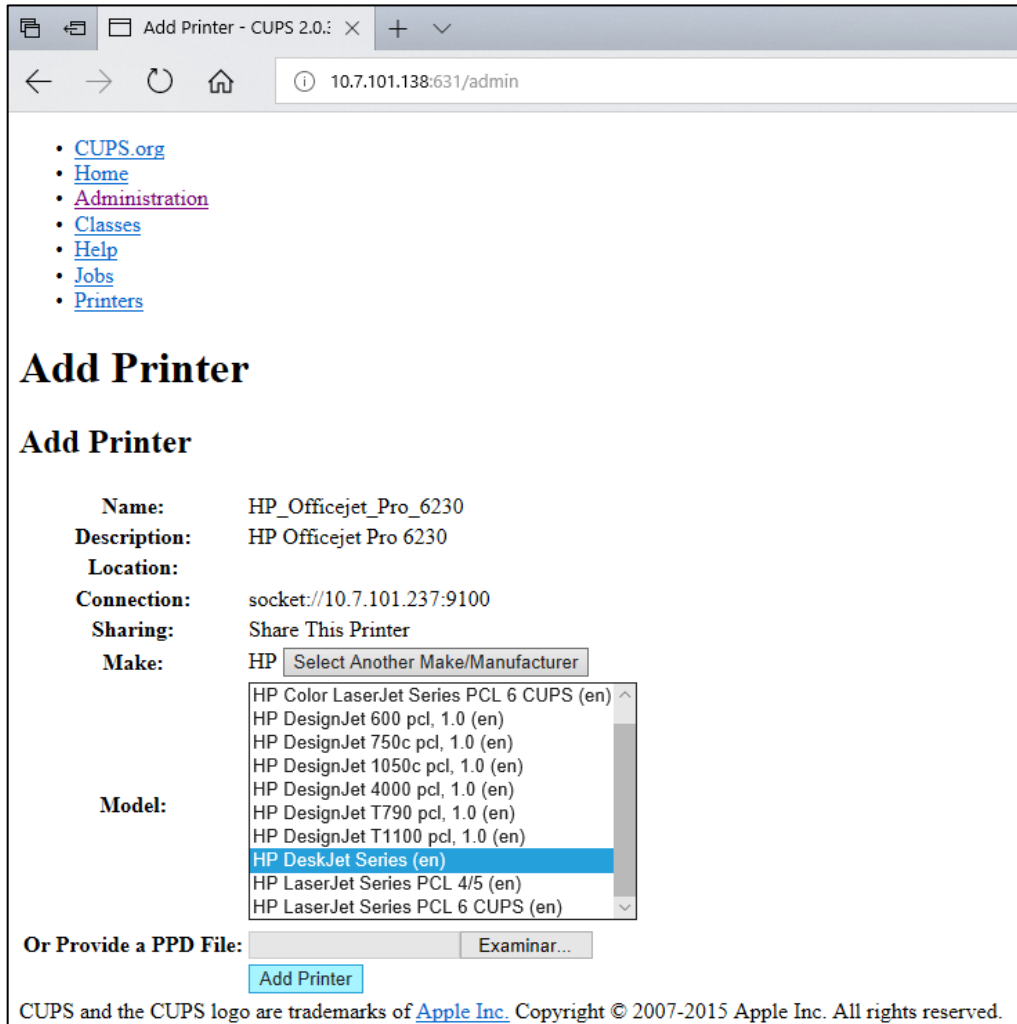 Add Printer - CUPS 2.0.3
10.7.101.138:631/admin
• CUPS.org
• Home
• Administration
• Classes
• Help
• Jobs
• Printers
Add Printer
Add Printer
Name: HP_Officejet_Pro_6230
Description: HP Officejet Pro 6230
Location:
Connection: socket://10.7.101.237:9100
Sharing: Share This Printer
Make: HP Select Another Make/Manufacturer
Model:
HP Color LaserJet Series PCL 6 CUPS (en)
HP DesignJet 600 pcl, 1.0 (en)
HP DesignJet 750c pcl, 1.0 (en)
HP DesignJet 1050c pcl, 1.0 (en)
HP DesignJet 4000 pcl, 1.0 (en)
HP DesignJet T790 pcl, 1.0 (en)
HP DesignJet T1100 pcl, 1.0 (en)
HP DeskJet Series (en)
HP LaserJet Series PCL 4/5 (en)
HP LaserJet Series PCL 6 CUPS (en)
Or Provide a PPD File: Examinar...
Add Printer
CUPS and the CUPS logo are trademarks of Apple Inc. Copyright © 2007-2015 Apple Inc. All rights reserved.